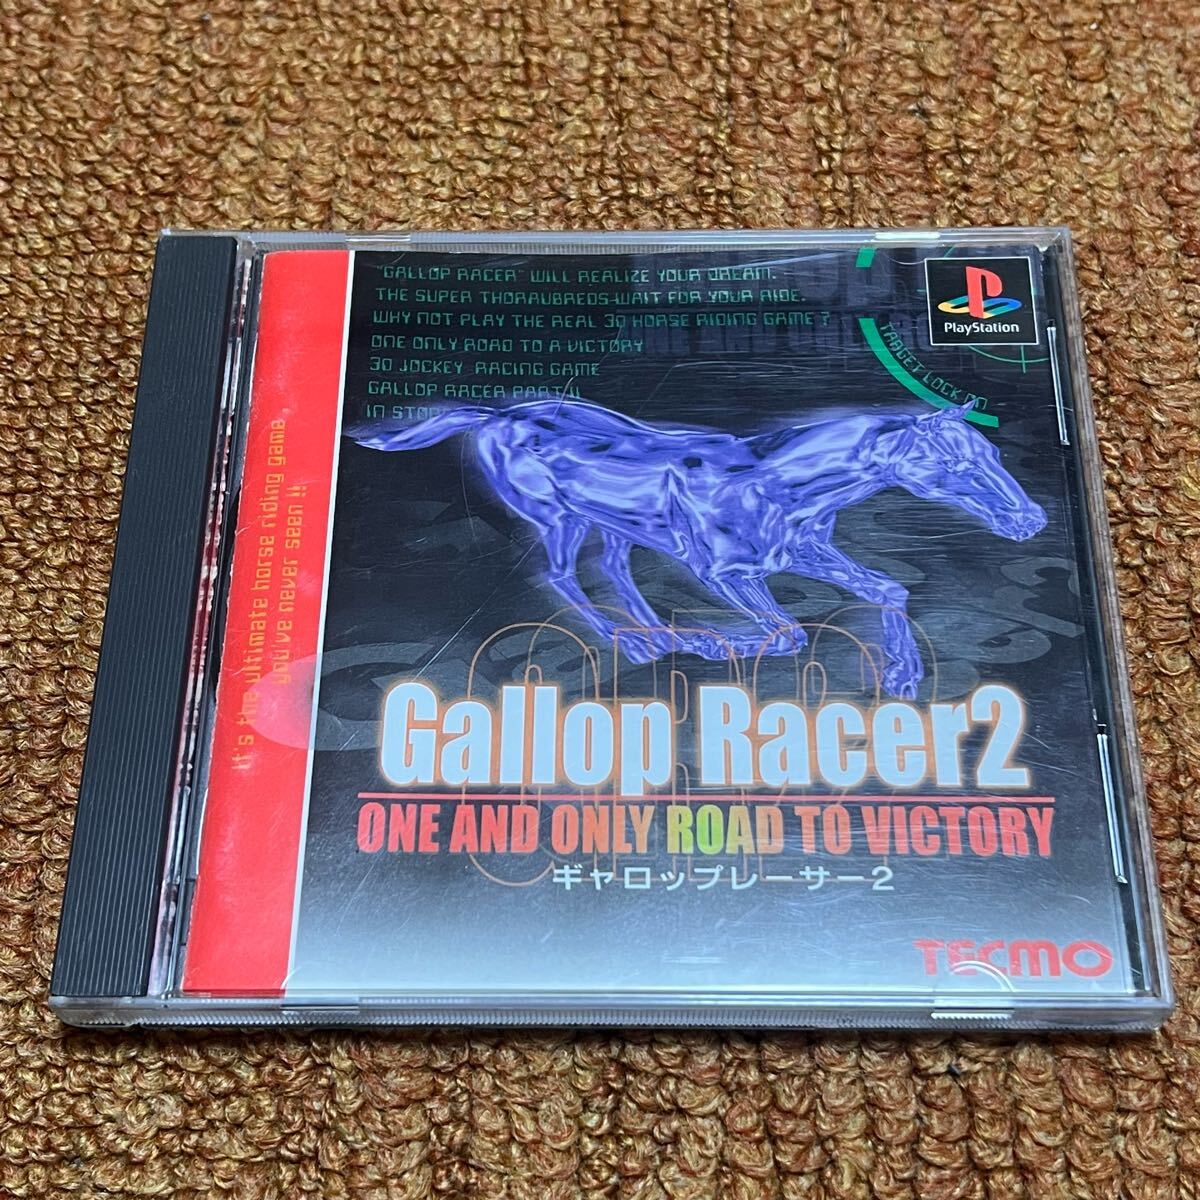 "GALLOP RACER" WILL REALIZE YOUR DREAM.
THE SUPER THORAUBREDS WAIT FOR YOUR RIDE.
WHY NOT PLAY THE REAL 3D HORSE RIDING GAME ?
ONE ONLY ROAD TO A VICTORY
3D JOCKEY RACING GAME
GALLOP RACER PART II
IN
PlayStation
TARGET LOCK ON
It's the ultimate horse riding game
you've never seen !!
Gallop Racer2
ONE AND ONLY ROAD TO VICTORY
ギャロップレーサー2
TECMO